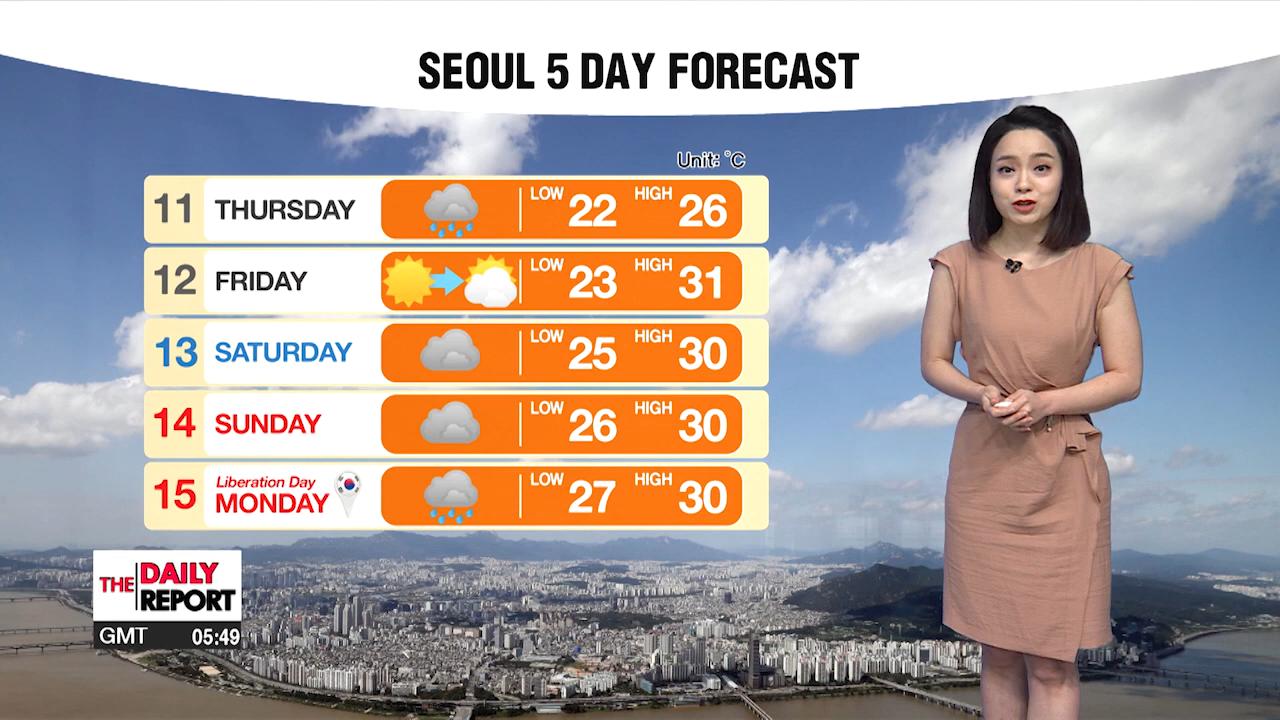 SEOUL 5 DAY FORECAST
Unit: °C
11 THURSDAY LOW 22 HIGH 26
12 FRIDAY LOW 23 HIGH 31
13 SATURDAY LOW 25 HIGH 30
14 SUNDAY LOW 26 HIGH 30
Liberation Day
15 MONDAY LOW 27 HIGH 30
THE DAILY REPORT
GMT 05:49